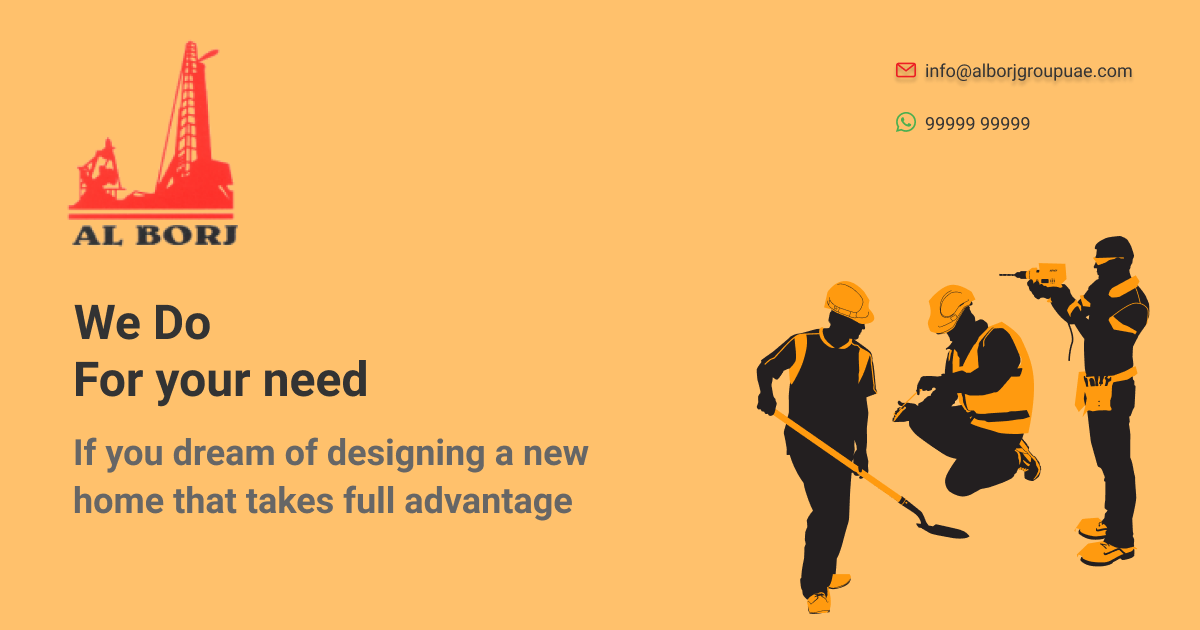 AL BORJ
info@alborjgroupuae.com
99999 99999
We Do
For your need
If you dream of designing a new
home that takes full advantage